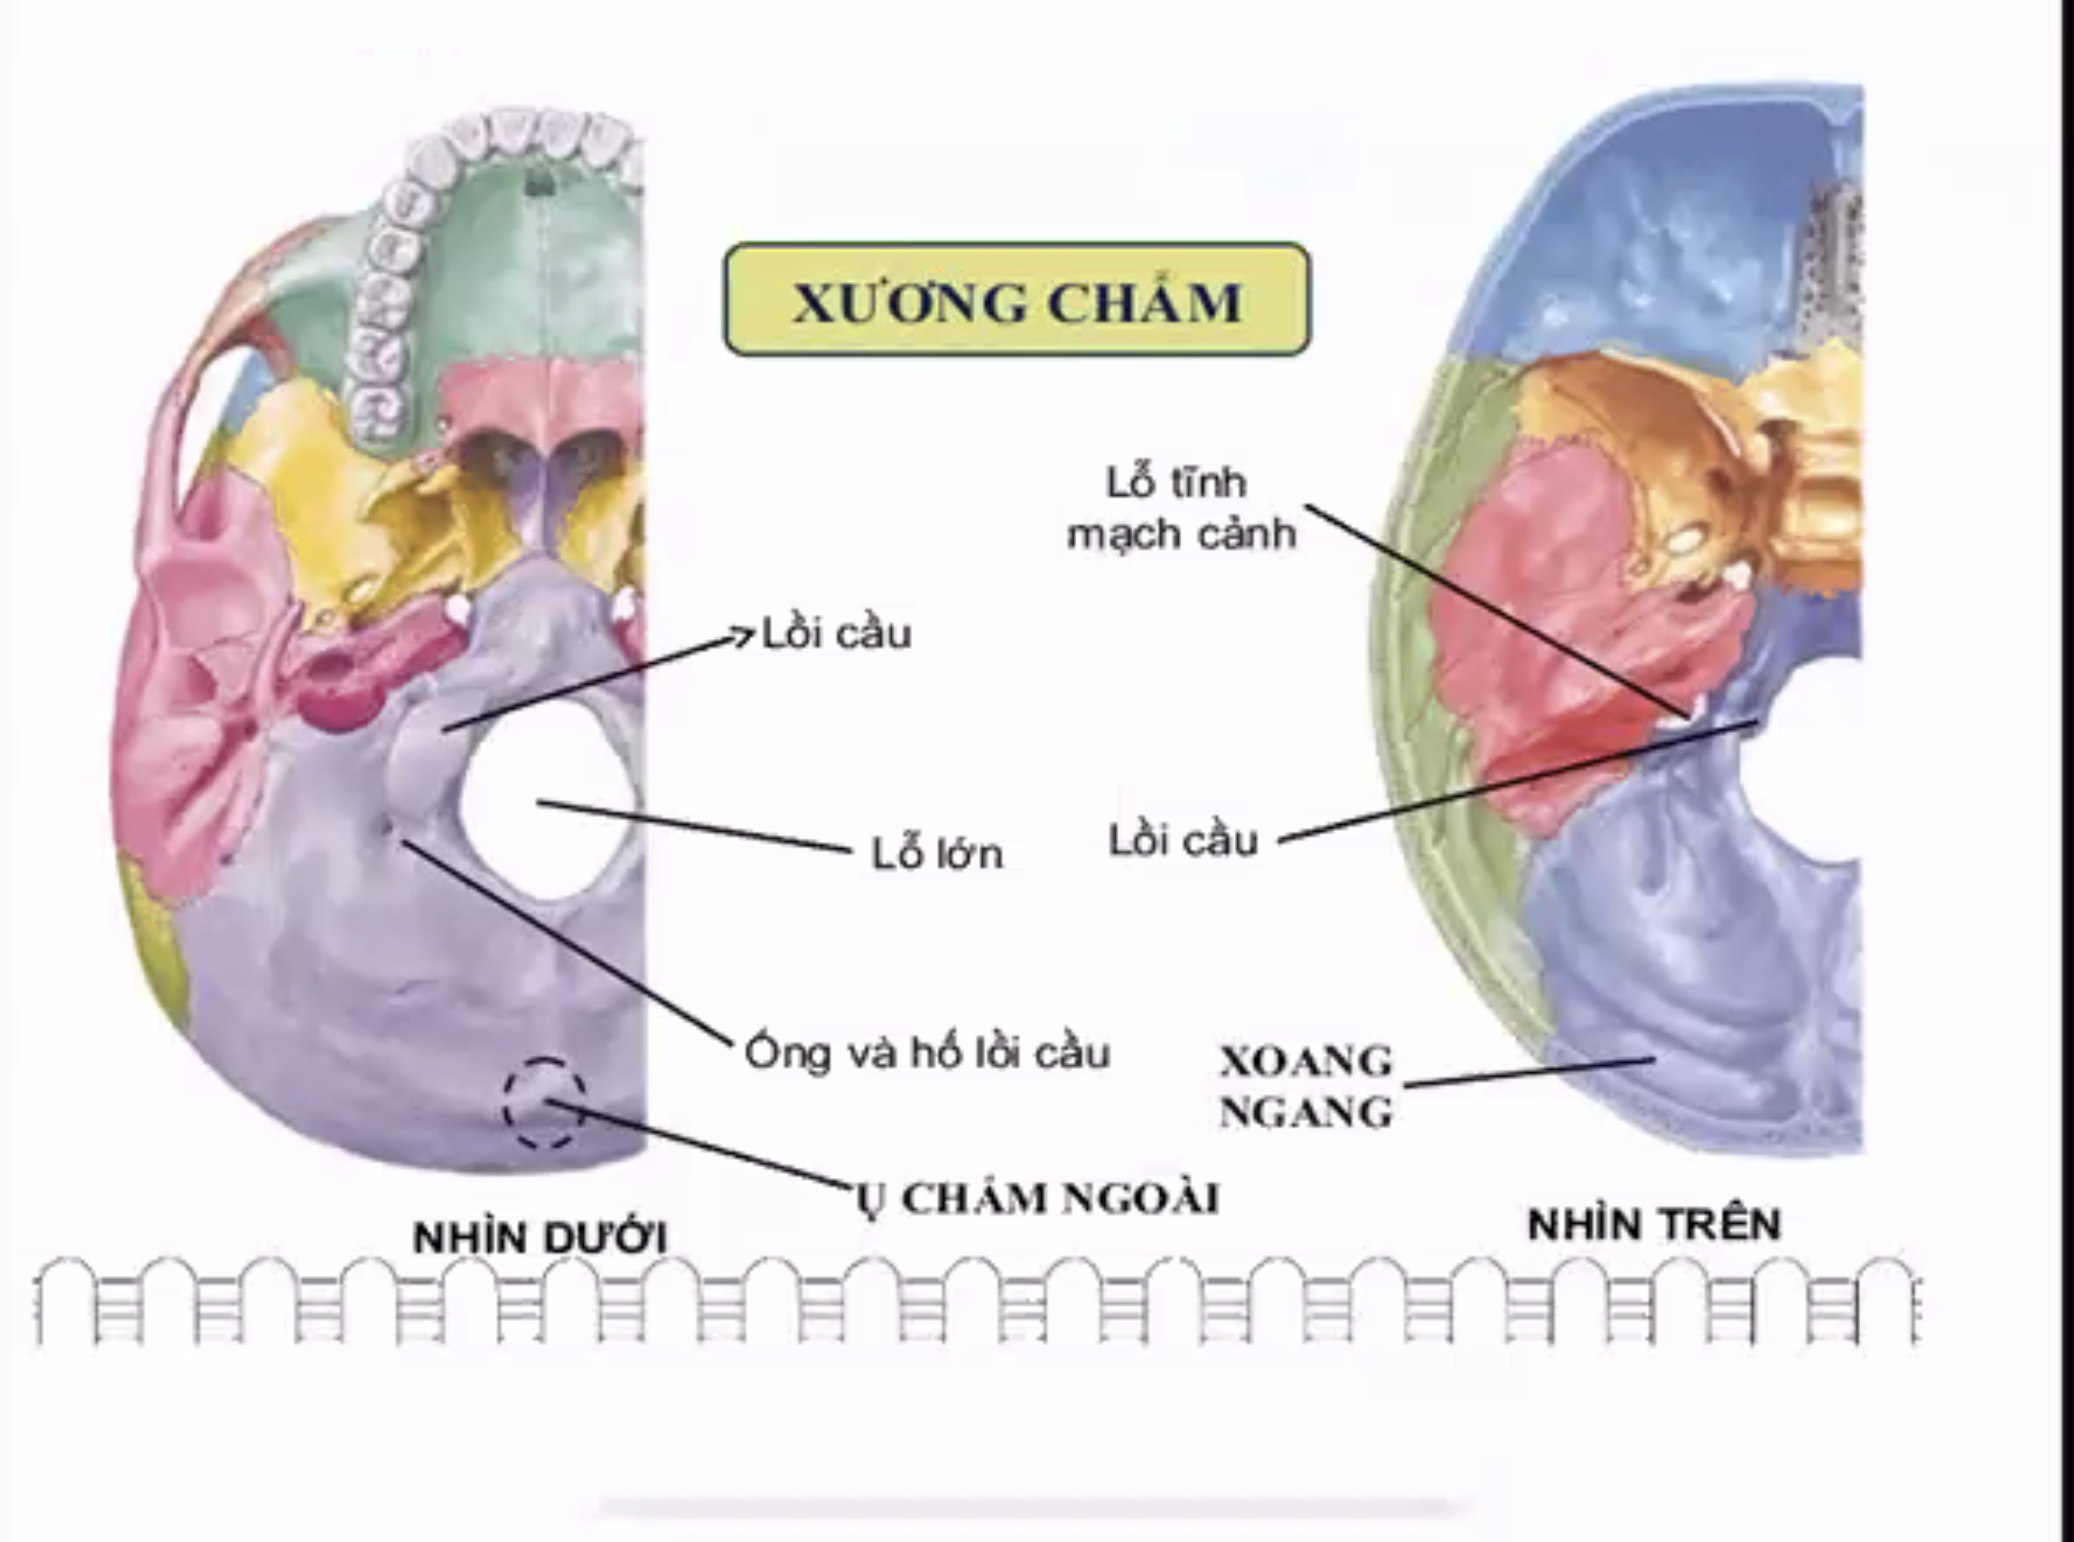 XƯƠNG CHẨM
Lỗ tĩnh
mạch cảnh
Lồi cầu
Lỗ lớn
Lồi cầu
Ống và hố lồi cầu
XOANG
NGANG
Ụ CHẨM NGOÀI
NHÌN DƯỚI
NHÌN TRÊN